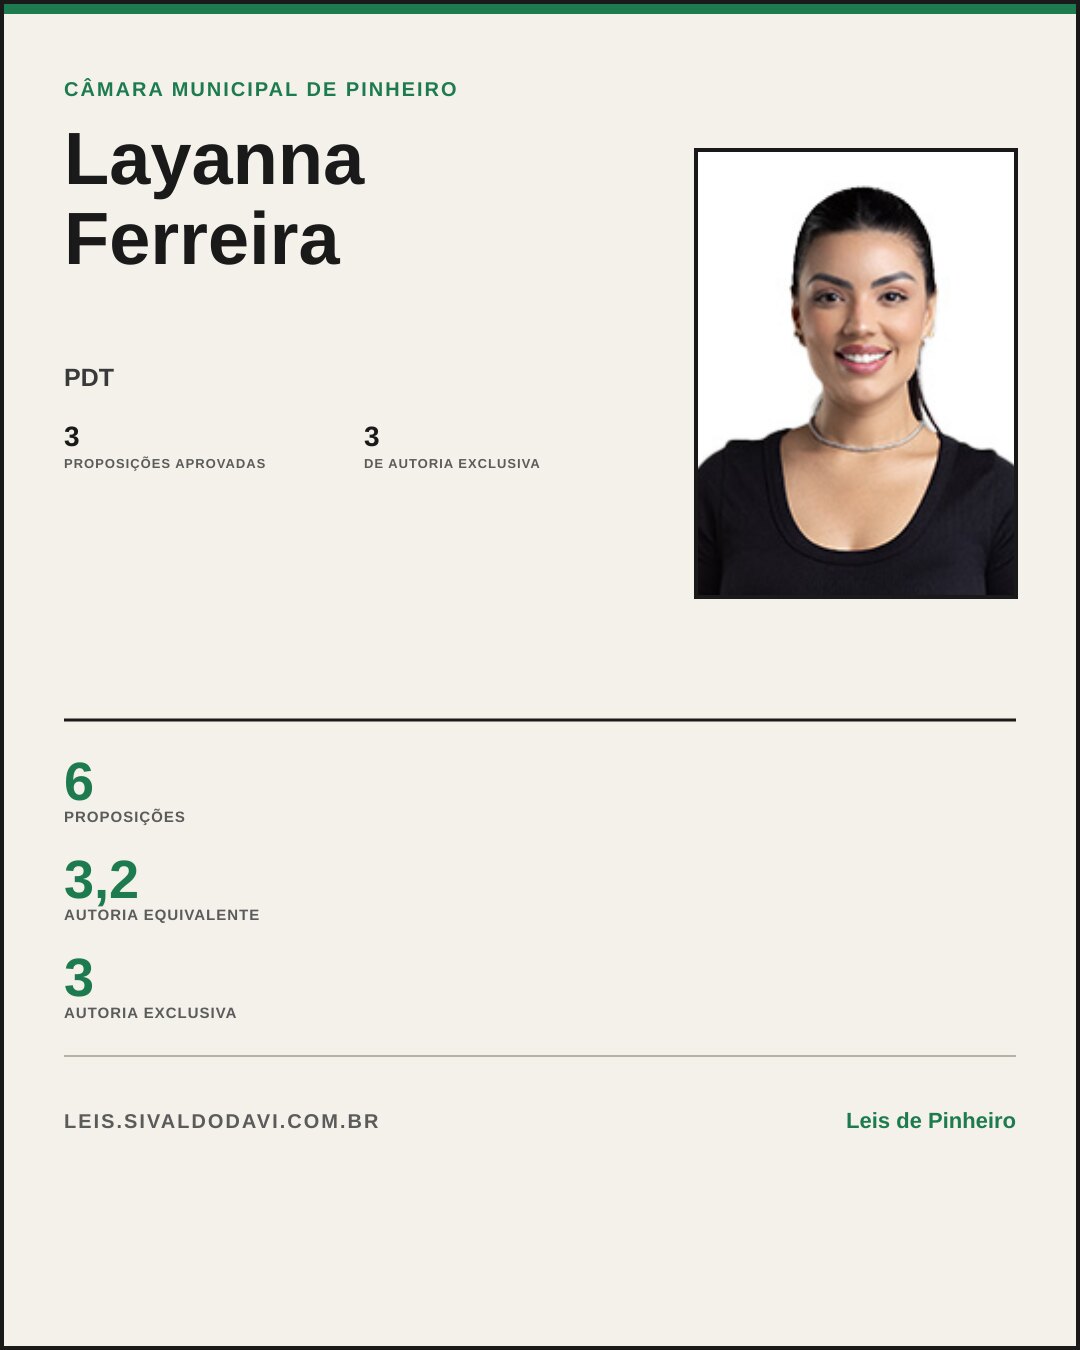 CÂMARA MUNICIPAL DE PINHEIRO
Layanna
Ferreira
PDT
3
PROPOSIÇÕES APROVADAS
3
DE AUTORIA EXCLUSIVA
6
PROPOSIÇÕES
3,2
AUTORIA EQUIVALENTE
3
AUTORIA EXCLUSIVA
LEIS.SIVALDODAVI.COM.BR
Leis de Pinheiro